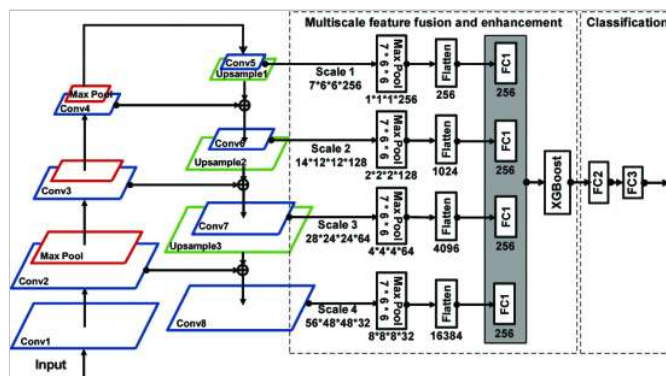 Multiscale feature fusion and enhancement
Classification
Conv5
Upsample1
Scale 1
7*6*6*256
Max Pool
7*6*6
1*1*1*256
Flatten
256
FC1
256
Max Pool
Conv4
Conv6
Upsample2
Scale 2
14*12*12*128
Max Pool
7*6*6
2*2*2*128
Flatten
1024
FC1
256
XGBoost
FC2
FC3
Conv3
Conv7
Upsample3
Scale 3
28*24*24*64
Max Pool
7*6*6
4*4*4*64
Flatten
4096
FC1
256
Max Pool
Conv2
Conv8
Scale 4
56*48*48*32
Max Pool
7*6*6
8*8*8*32
Flatten
16384
FC1
256
Conv1
Input